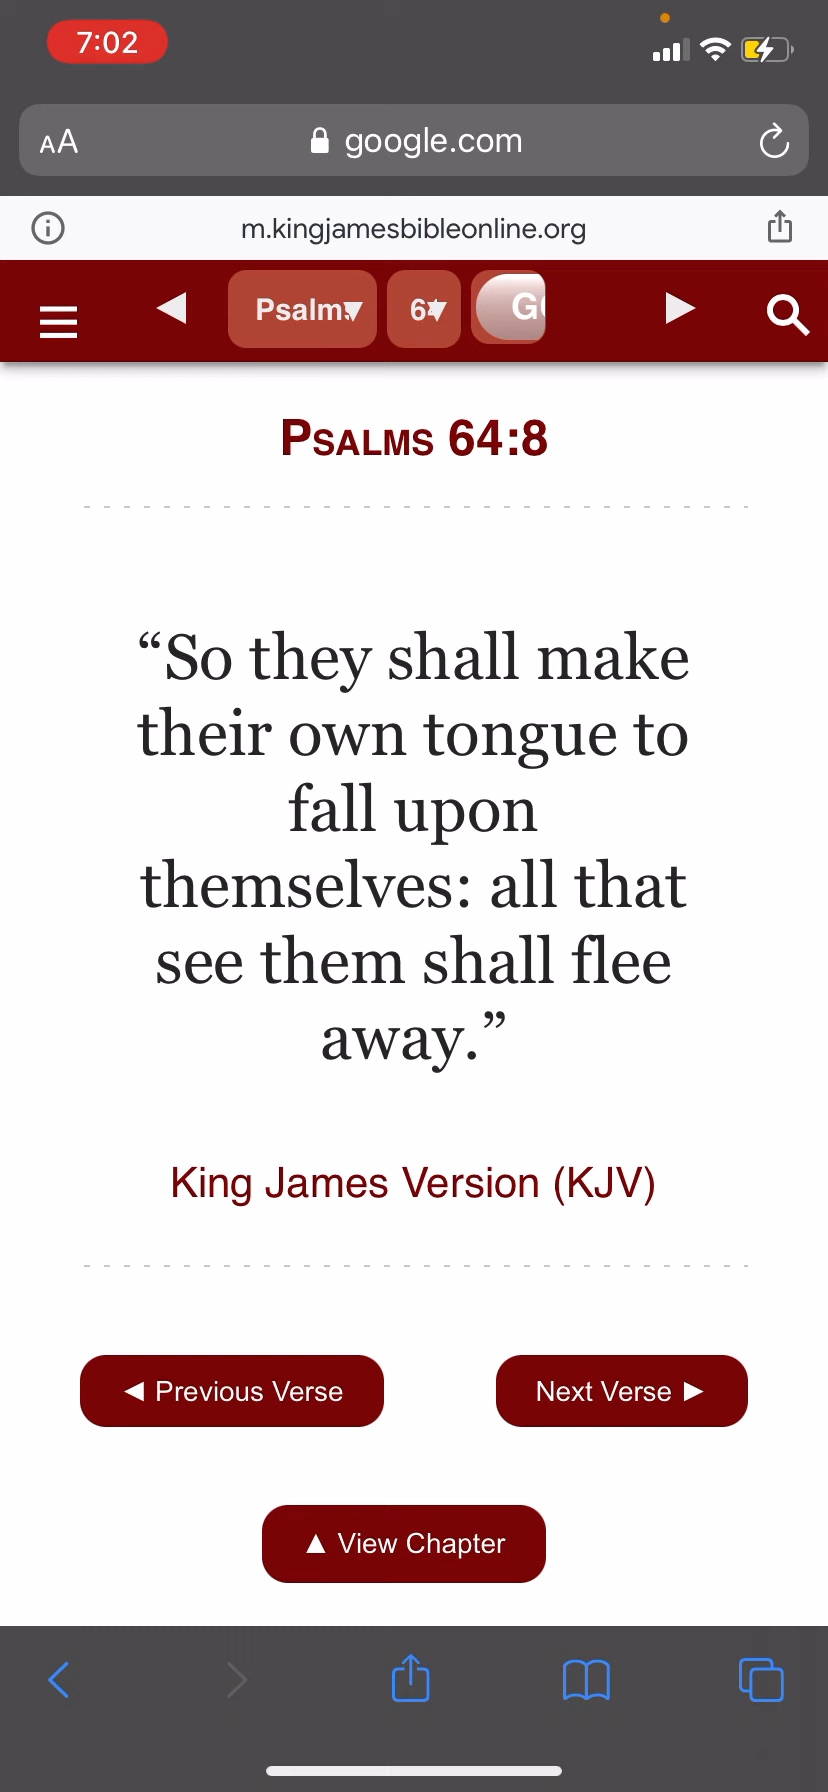 7:02
AA google.com
m.kingjamesbibleonline.org
Psalms 64 G
PSALMS 64:8
“So they shall make
their own tongue to
fall upon
themselves: all that
see them shall flee
away.”
King James Version (KJV)
◄ Previous Verse Next Verse ►
▲ View Chapter